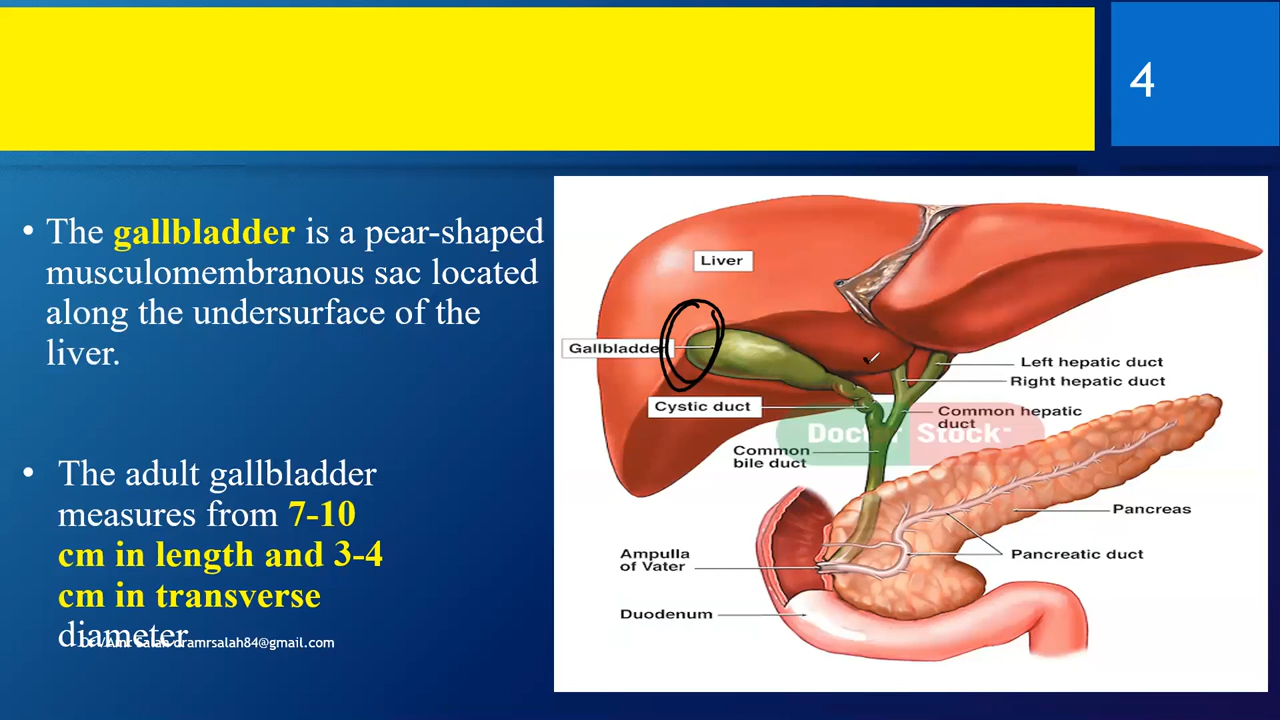 4
• The gallbladder is a pear-shaped
musculomembranous sac located
along the undersurface of the
liver.
• The adult gallbladder
measures from 7-10
cm in length and 3-4
cm in transverse
diameter
Amr Salah dramrsalah84@gmail.com
Liver
Gallbladder
Cystic duct
Common
bile duct
Left hepatic duct
Right hepatic duct
Common hepatic
duct
Stock
Pancreas
Pancreatic duct
Ampulla
of Vater
Duodenum